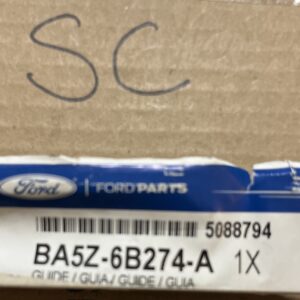 SC
Ford | FORD PARTS
5088794
BA5Z-6B274-A 1X
GUIDE / GUIA / GUIDE / GUIA